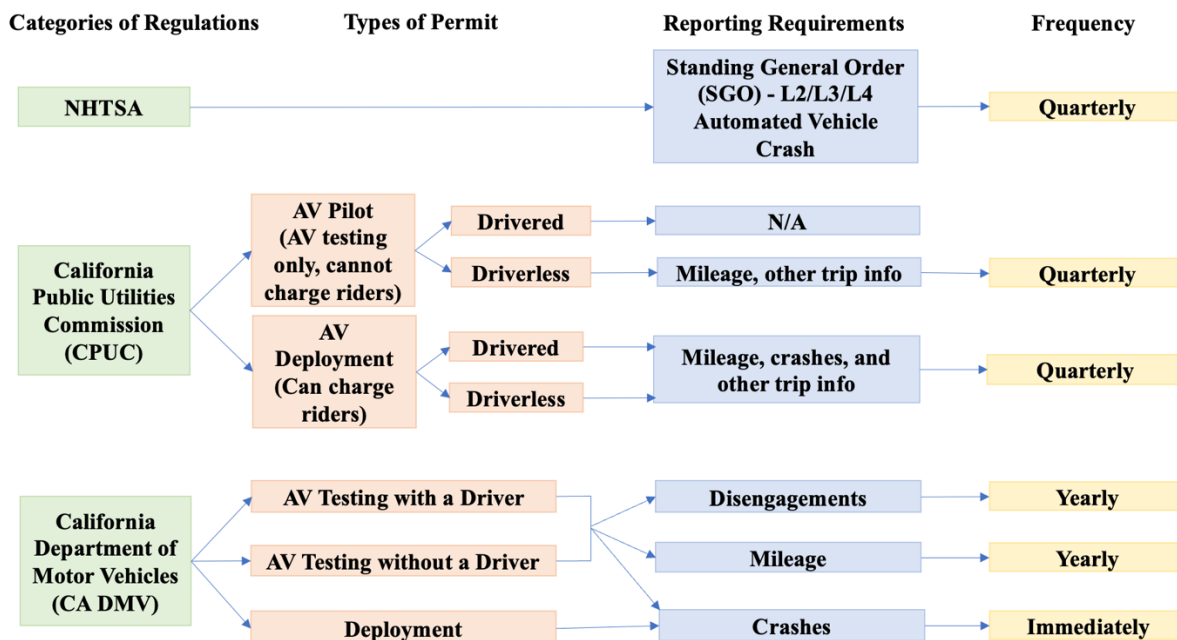 Categories of Regulations
Types of Permit
Reporting Requirements
Frequency
NHTSA
Standing General Order
(SGO) - L2/L3/L4
Automated Vehicle
Crash
Quarterly
California
Public Utilities
Commission
(CPUC)
AV Pilot
(AV testing
only, cannot
charge riders)
Drivered
N/A
Driverless
Mileage, other trip info
Quarterly
AV
Deployment
(Can charge
riders)
Drivered
Driverless
Mileage, crashes, and
other trip info
Quarterly
California
Department of
Motor Vehicles
(CA DMV)
AV Testing with a Driver
Disengagements
Yearly
AV Testing without a Driver
Mileage
Yearly
Deployment
Crashes
Immediately